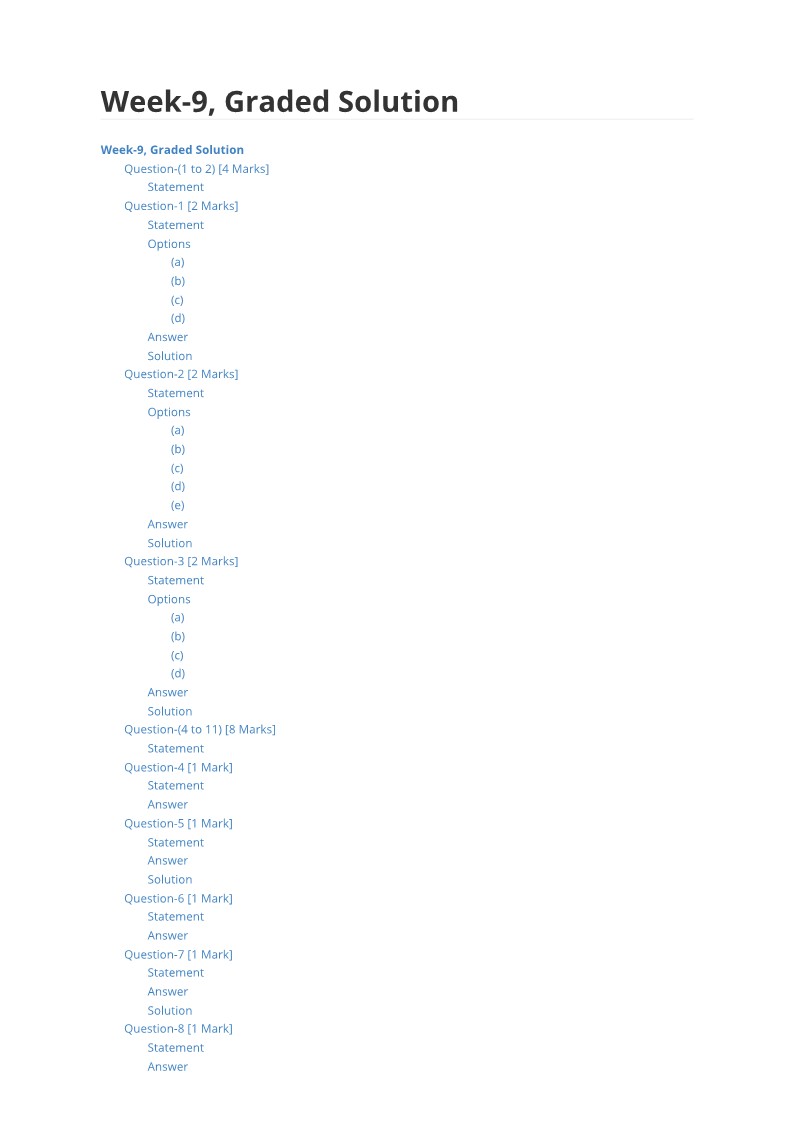 Week-9, Graded Solution
Week-9, Graded Solution
Question-(1 to 2) [4 Marks]
Statement
Question-1 [2 Marks]
Statement
Options
(a)
(b)
(c)
(d)
Answer
Solution
Question-2 [2 Marks]
Statement
Options
(a)
(b)
(c)
(d)
(e)
Answer
Solution
Question-3 [2 Marks]
Statement
Options
(a)
(b)
(c)
(d)
Answer
Solution
Question-(4 to 11) [8 Marks]
Statement
Question-4 [1 Mark]
Statement
Answer
Question-5 [1 Mark]
Statement
Answer
Solution
Question-6 [1 Mark]
Statement
Answer
Question-7 [1 Mark]
Statement
Answer
Solution
Question-8 [1 Mark]
Statement
Answer